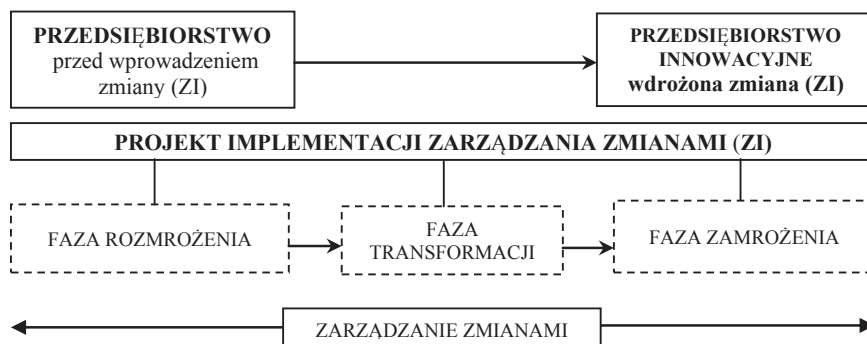 PRZEDSIĘBIORSTWO
przed wprowadzeniem
zmiany (ZI)
PRZEDSIĘBIORSTWO
INNOWACYJNE
wdrożona zmiana (ZI)
PROJEKT IMPLEMENTACJI ZARZĄDZANIA ZMIANAMI (ZI)
FAZA ROZMROŻENIA
FAZA
TRANSFORMACJI
FAZA ZAMROŻENIA
ZARZĄDZANIE ZMIANAMI